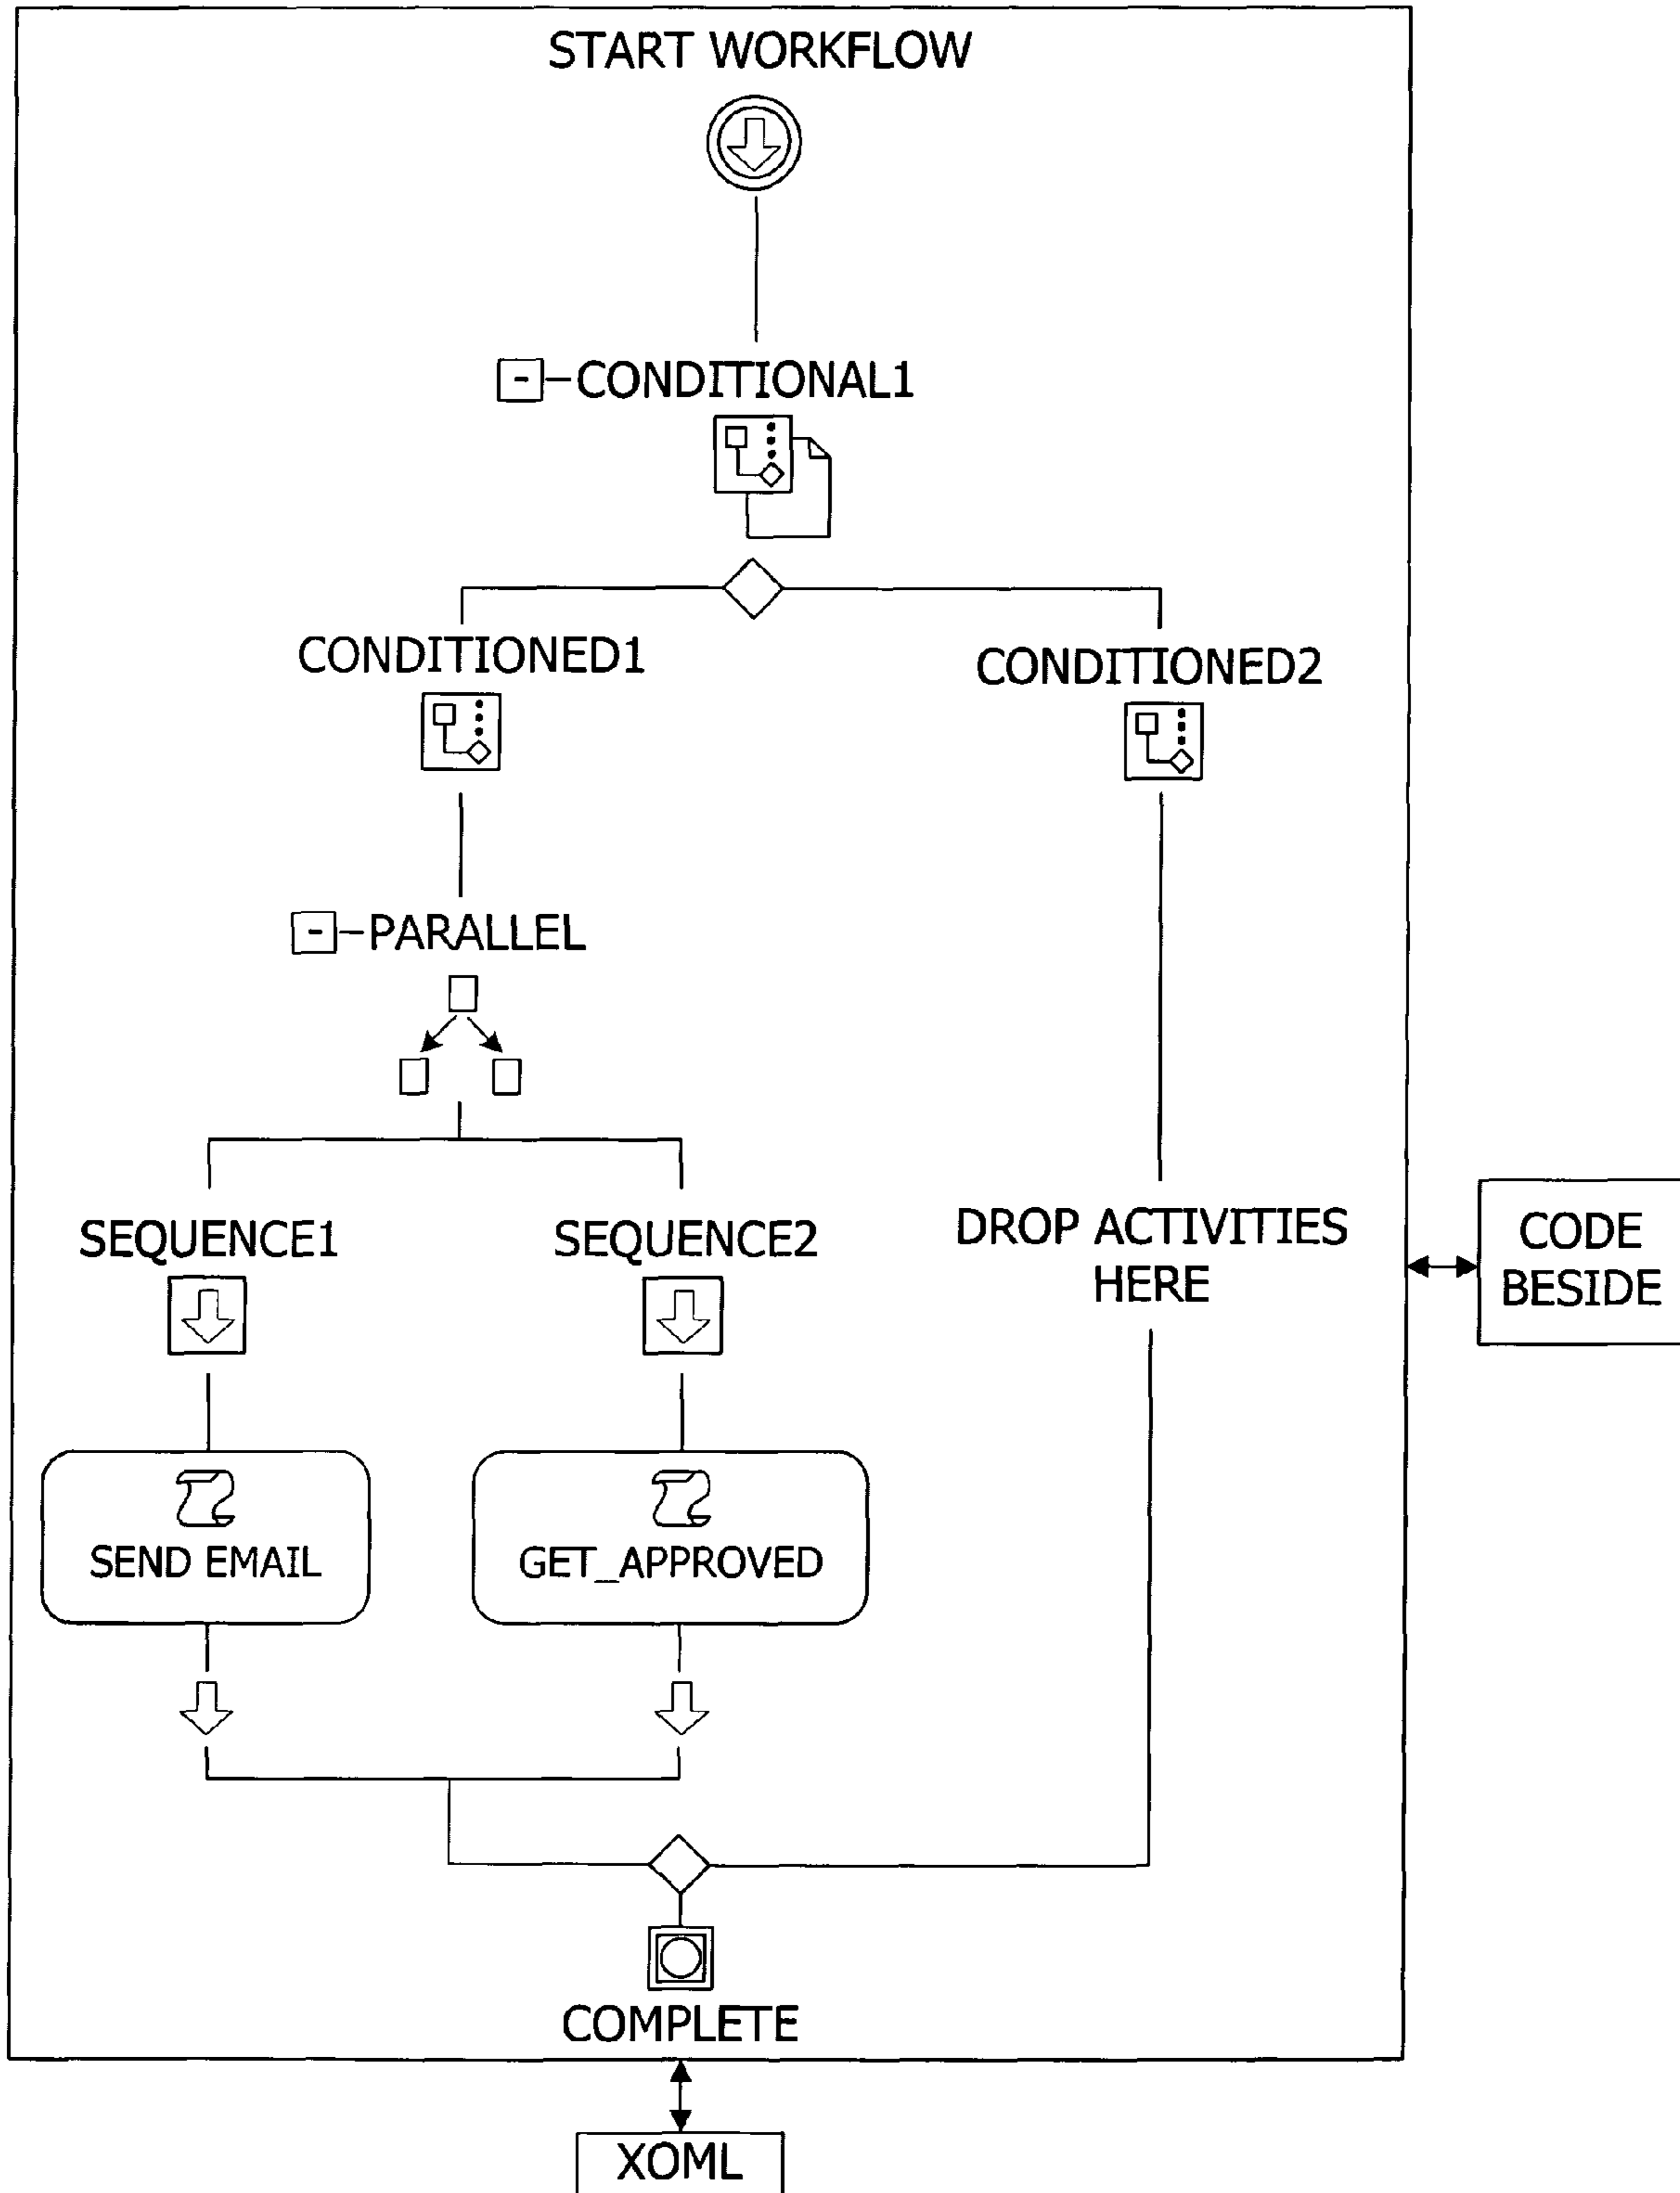 START WORKFLOW
CONDITIONAL1
CONDITIONED1
CONDITIONED2
PARALLEL
SEQUENCE1
SEQUENCE2
DROP ACTIVITIES
HERE
CODE
BESIDE
SEND EMAIL
GET_APPROVED
COMPLETE
XOML